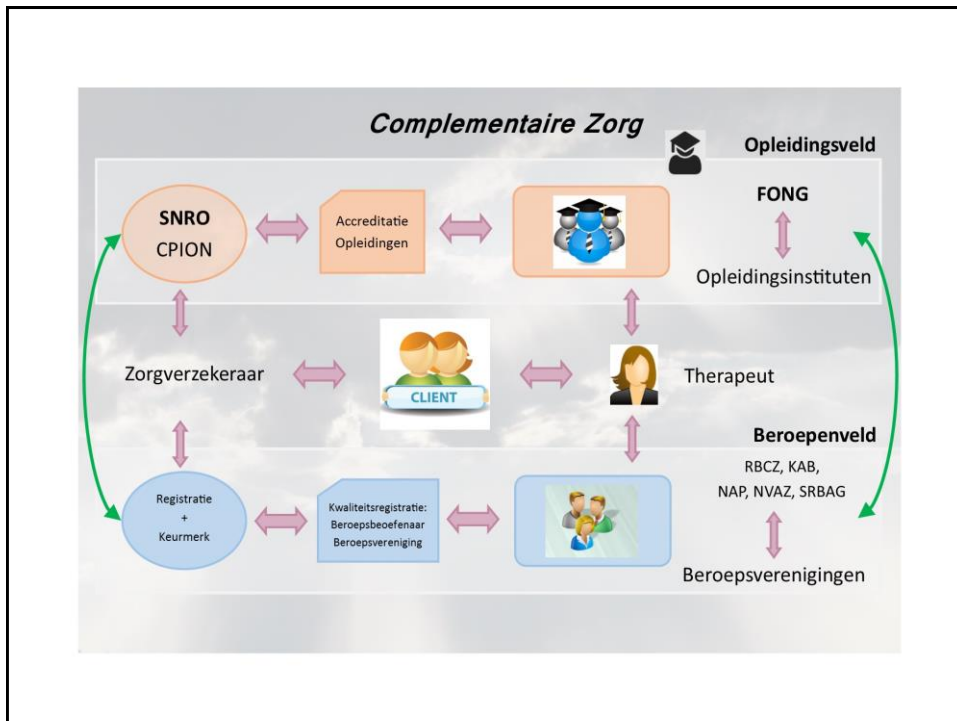 Complementaire Zorg
Opleidingsveld
SNRO
CPION
Accreditatie
Opleidingen
FONG
Opleidingsinstituten
Zorgverzekeraar
CLIENT
Therapeut
Beroepenveld
RBCZ, KAB,
NAP, NVAZ, SRBAG
Registratie
+
Keurmerk
Kwaliteitsregistratie:
Beroepsbeoefenaar
Beroepsvereniging
Beroepsverenigingen